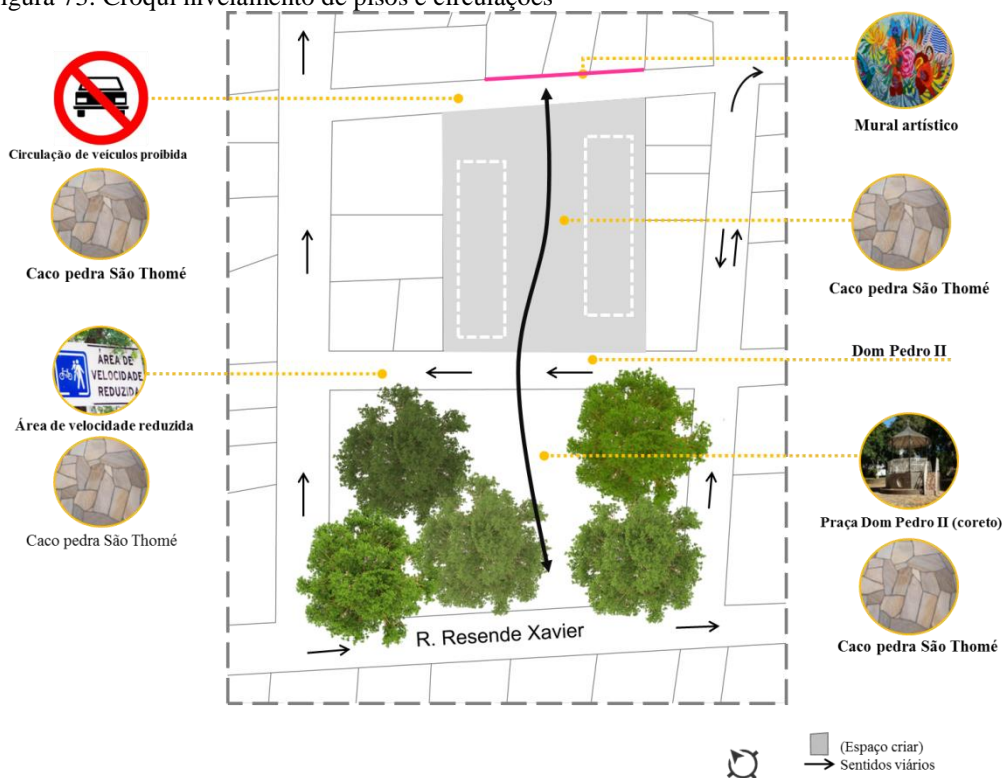 igura 73: Croqui nivelamento de pisos e circulações
Circulação de veículos proibida
Mural artístico
Caco pedra São Thomé
Caco pedra São Thomé
Dom Pedro II
ÁREA DE
VELOCIDADE
REDUZIDA
Área de velocidade reduzida
Praça Dom Pedro II (coreto)
Caco pedra São Thomé
R. Resende Xavier
Caco pedra São Thomé
(Espaço criar)
Sentidos viários